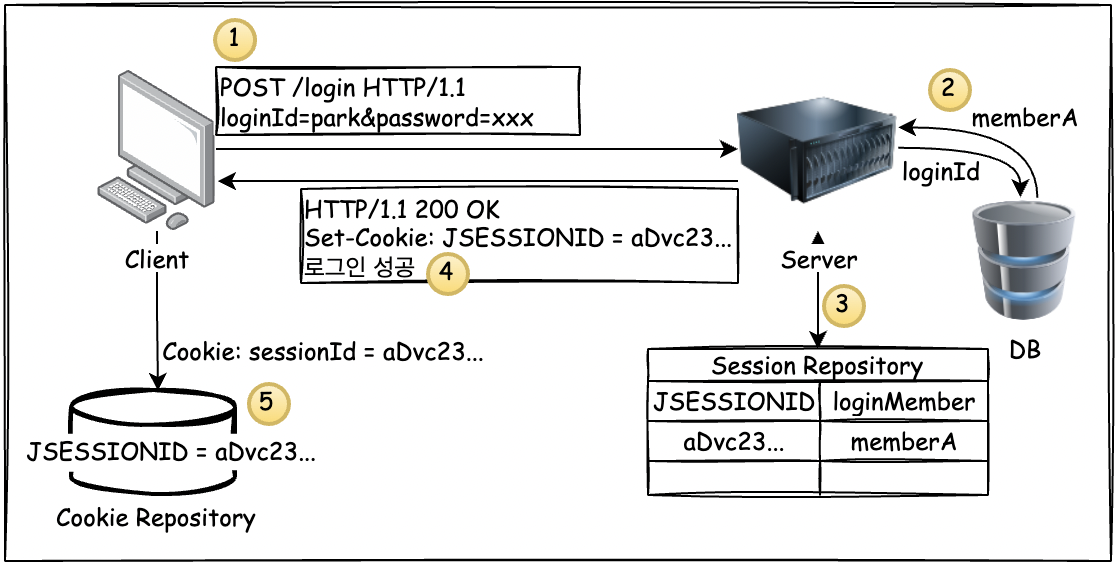 1
POST /login HTTP/1.1
loginId=park&password=xxx
2
memberA
loginId
HTTP/1.1 200 OK
Set-Cookie: JSESSIONID = aDvc23...
로그인 성공
4
Client
Server
3
DB
Cookie: sessionId = aDvc23...
5
JSESSIONID = aDvc23...
Cookie Repository
Session Repository
JSESSIONID loginMember
aDvc23... memberA